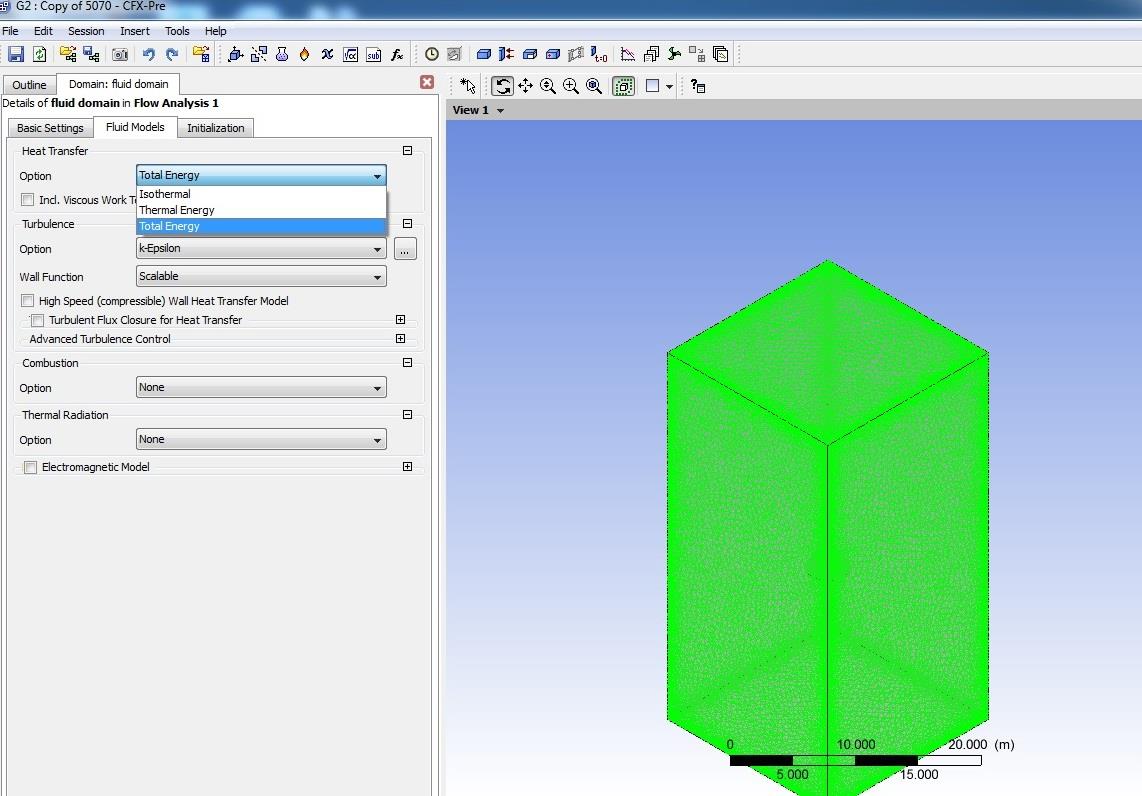 G2 : Copy of 5070 - CFX-Pre
File Edit Session Insert Tools Help
Outline Domain: fluid domain
Details of fluid domain in Flow Analysis 1
Basic Settings Fluid Models Initialization
Heat Transfer
Option Total Energy
Isothermal
Incl. Viscous Work
Thermal Energy
Total Energy
Turbulence
Option k-Epsilon ...
Wall Function Scalable
High Speed (compressible) Wall Heat Transfer Model
Turbulent Flux Closure for Heat Transfer
Advanced Turbulence Control
Combustion
Option None
Thermal Radiation
Option None
Electromagnetic Model
View 1
0 10.000 20.000 (m)
5.000 15.000